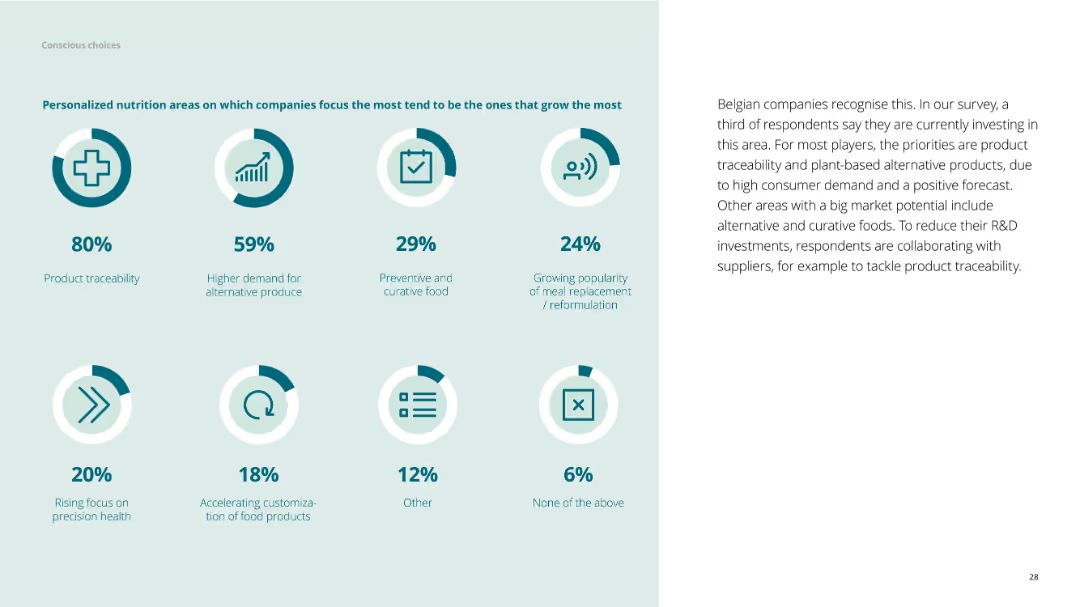 Conscious choices
Personalized nutrition areas on which companies focus the most tend to be the ones that grow the most
80%
Product traceability
59%
Higher demand for
alternative produce
29%
Preventive and
curative food
24%
Growing popularity
of meal replacement
/ reformulation
20%
Rising focus on
precision health
18%
Accelerating customiza-
tion of food products
12%
Other
6%
None of the above
Belgian companies recognise this. In our survey, a
third of respondents say they are currently investing in
this area. For most players, the priorities are product
traceability and plant-based alternative products, due
to high consumer demand and a positive forecast.
Other areas with a big market potential include
alternative and curative foods. To reduce their R&D
investments, respondents are collaborating with
suppliers, for example to tackle product traceability.
28